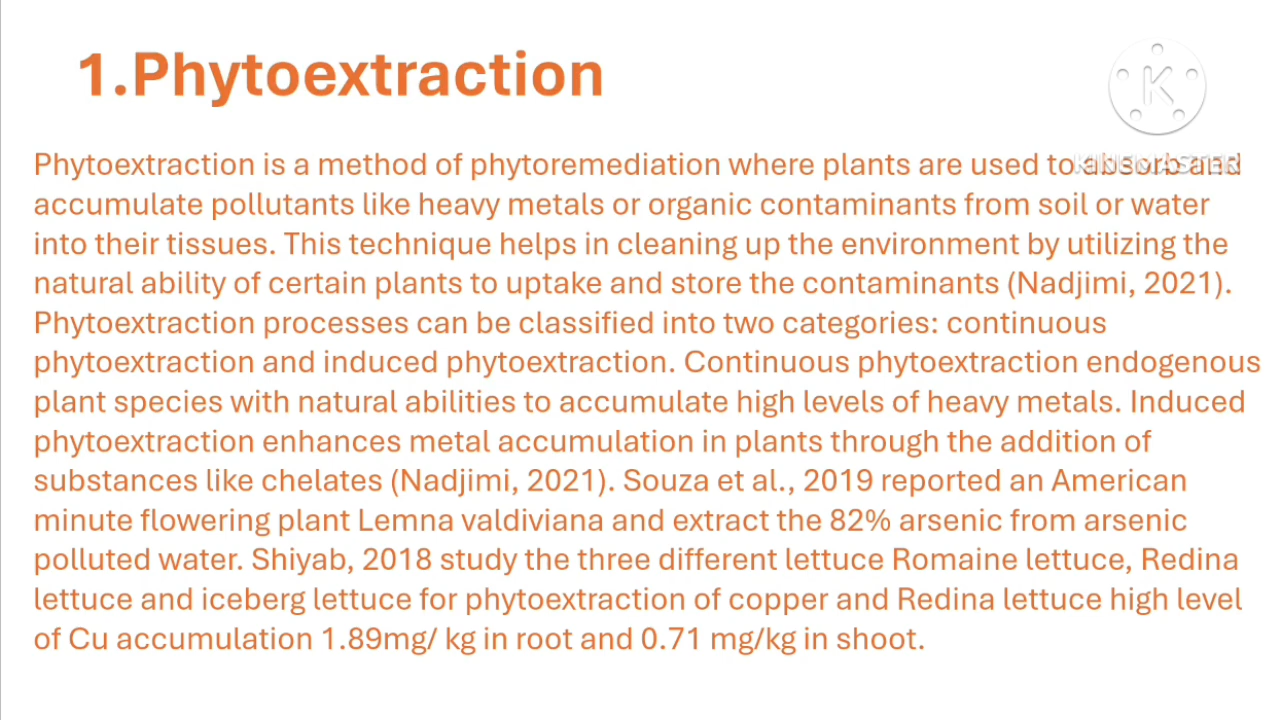 1.Phytoextraction
K
KINEMASTER
Phytoextraction is a method of phytoremediation where plants are used to absorb and
accumulate pollutants like heavy metals or organic contaminants from soil or water
into their tissues. This technique helps in cleaning up the environment by utilizing the
natural ability of certain plants to uptake and store the contaminants (Nadjimi, 2021).
Phytoextraction processes can be classified into two categories: continuous
phytoextraction and induced phytoextraction. Continuous phytoextraction endogenous
plant species with natural abilities to accumulate high levels of heavy metals. Induced
phytoextraction enhances metal accumulation in plants through the addition of
substances like chelates (Nadjimi, 2021). Souza et al., 2019 reported an American
minute flowering plant Lemna valdiviana and extract the 82% arsenic from arsenic
polluted water. Shiyab, 2018 study the three different lettuce Romaine lettuce, Redina
lettuce and iceberg lettuce for phytoextraction of copper and Redina lettuce high level
of Cu accumulation 1.89mg/ kg in root and 0.71 mg/kg in shoot.